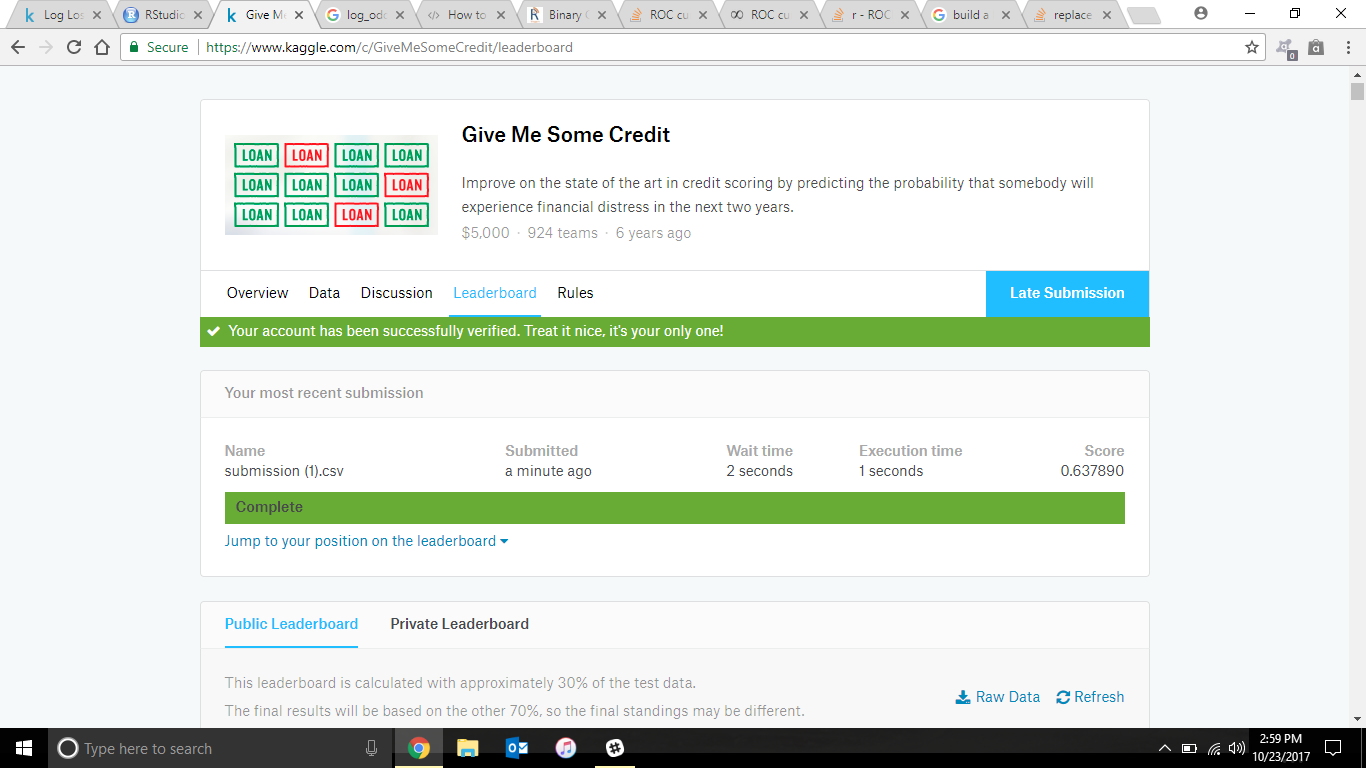 Log Los
RStudio
Give Me
log_odd
How to
Binary
ROC cu
ROC cu
r - ROC
build a
replace
Secure https://www.kaggle.com/c/GiveMeSomeCredit/leaderboard
0
LOAN LOAN LOAN LOAN
LOAN LOAN LOAN LOAN
LOAN LOAN LOAN LOAN
Give Me Some Credit
Improve on the state of the art in credit scoring by predicting the probability that somebody will
experience financial distress in the next two years.
$5,000 · 924 teams · 6 years ago
Overview Data Discussion Leaderboard Rules Late Submission
Your account has been successfully verified. Treat it nice, it's your only one!
Your most recent submission
Name Submitted Wait time Execution time Score
submission (1).csv a minute ago 2 seconds 1 seconds 0.637890
Complete
Jump to your position on the leaderboard
Public Leaderboard Private Leaderboard
This leaderboard is calculated with approximately 30% of the test data.
The final results will be based on the other 70%, so the final standings may be different.
Raw Data Refresh
Type here to search
2:59 PM
10/23/2017